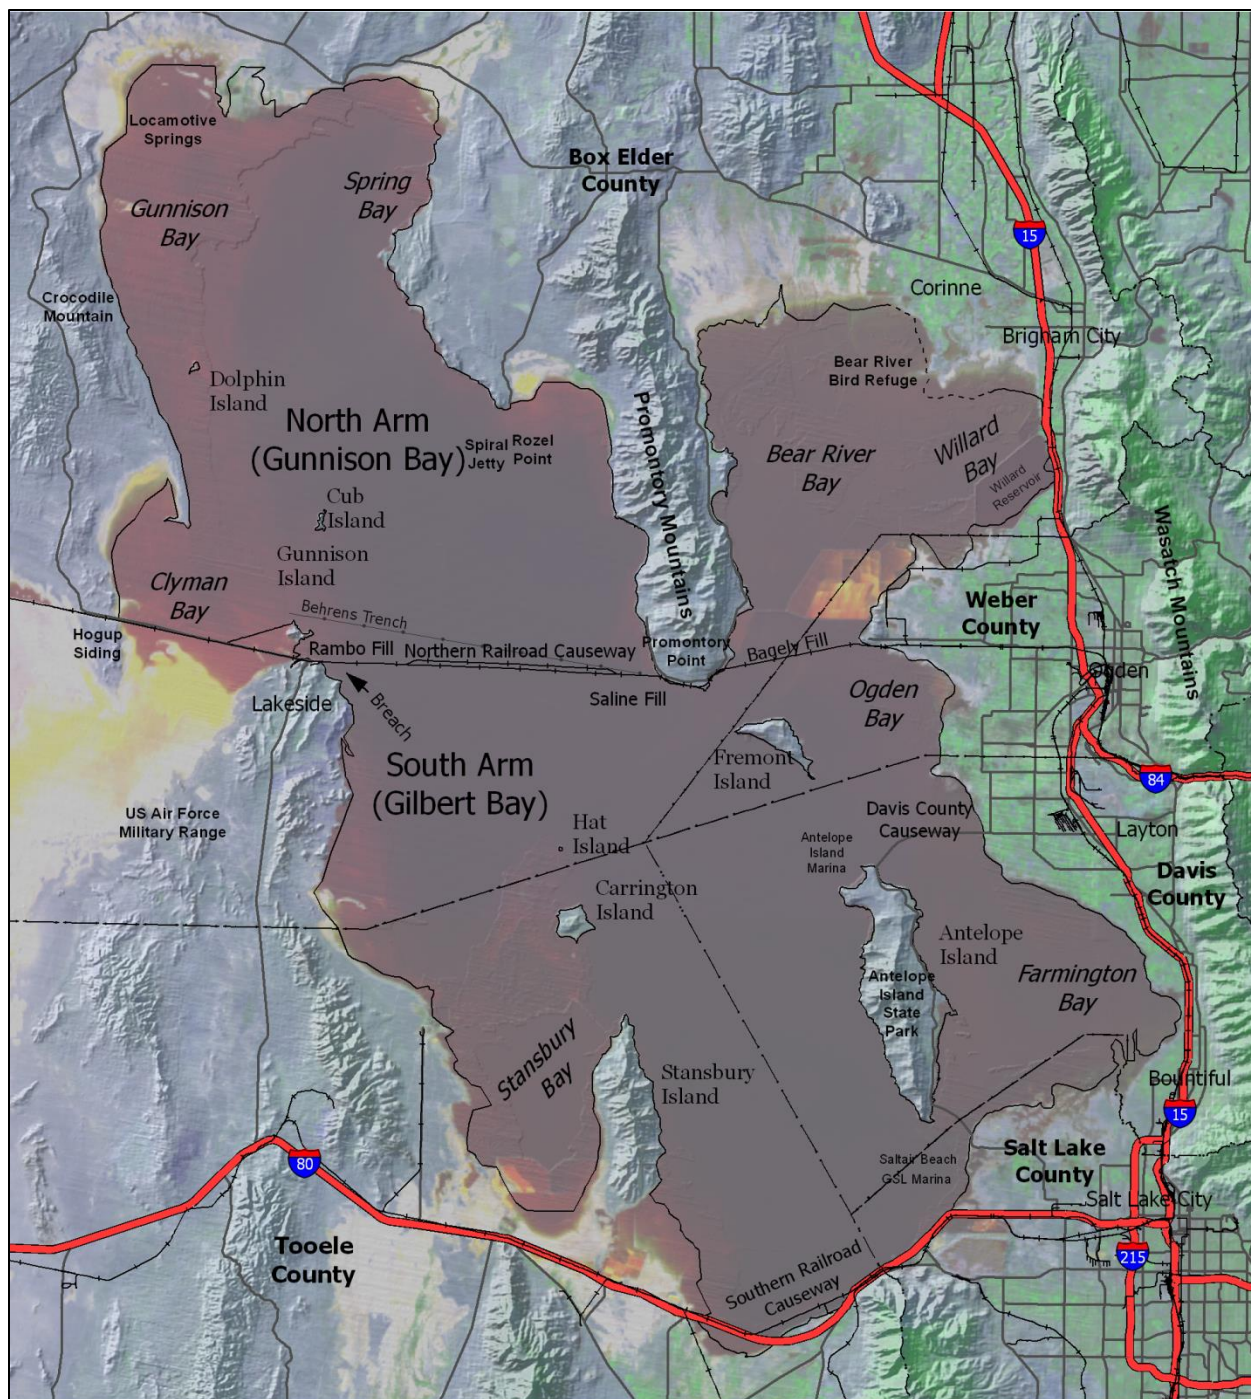 Locamotive
Springs
Gunnison
Bay
Spring
Bay
Box Elder
County
15
Crocodile
Mountain
Corinne
Brigham City
Bear River
Bird Refuge
Dolphin
Island
North Arm
(Gunnison Bay)
Spiral
Jetty
Rozel
Point
Promontory Mountains
Bear River
Bay
Willard
Bay
Willard
Reservoir
Cub
Island
Gunnison
Island
Wasatch Mountains
Clyman
Bay
Behrens Trench
Weber
County
Hogup
Siding
Rambo Fill
Northern Railroad Causeway
Promontory
Point
Bagely Fill
Ogden
Lakeside
Breach
Saline Fill
Ogden
Bay
South Arm
(Gilbert Bay)
Fremont
Island
84
US Air Force
Military Range
Hat
Island
Davis County
Causeway
Antelope
Island
Marina
Layton
Davis
County
Carrington
Island
Antelope
Island
Antelope
Island
State
Park
Farmington
Bay
Stansbury
Bay
Stansbury
Island
Bountiful
15
80
Saltair Beach
GSL Marina
Salt Lake
County
Salt Lake City
Tooele
County
215
Southern Railroad
Causeway